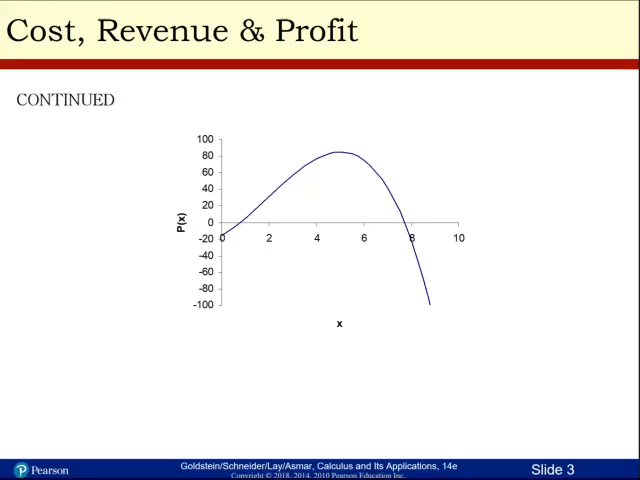 Cost, Revenue & Profit
CONTINUED
100
80
60
40
20
0
-20
-40
-60
-80
-100
P(x)
0 2 4 6 8 10
x
Pearson
Goldstein/Schneider/Lay/Asmar, Calculus and Its Applications, 14e
Copyright © 2018, 2014, 2010 Pearson Education Inc.
Slide 3